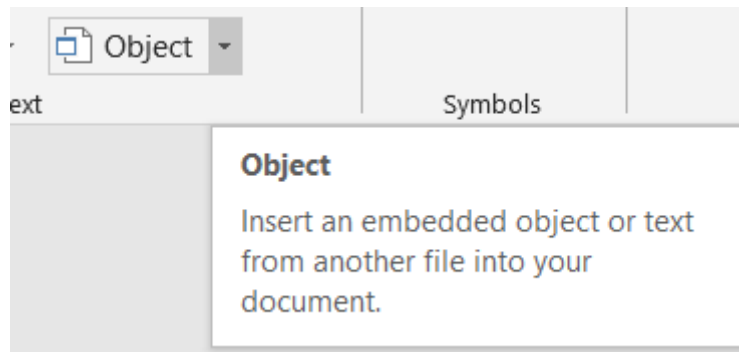 Object
ext
Symbols
Object
Insert an embedded object or text
from another file into your
document.